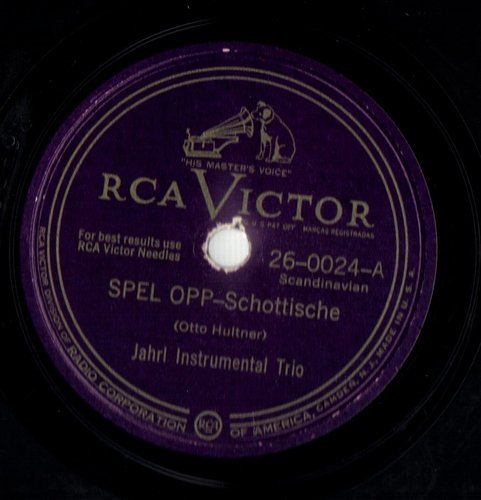 "HIS MASTER'S VOICE"
RCA VICTOR
U S PAT OFF MARCAS REGISTRADAS
For best results use
RCA Victor Needles
26-0024-A
Scandinavian
SPEL OPP-Schottische
(Otto Hultner)
Jahrl Instrumental Trio
RCA VICTOR DIVISION OF RADIO CORPORATION OF AMERICA, CAMDEN, N. J. MADE IN U. S. A.
RCA